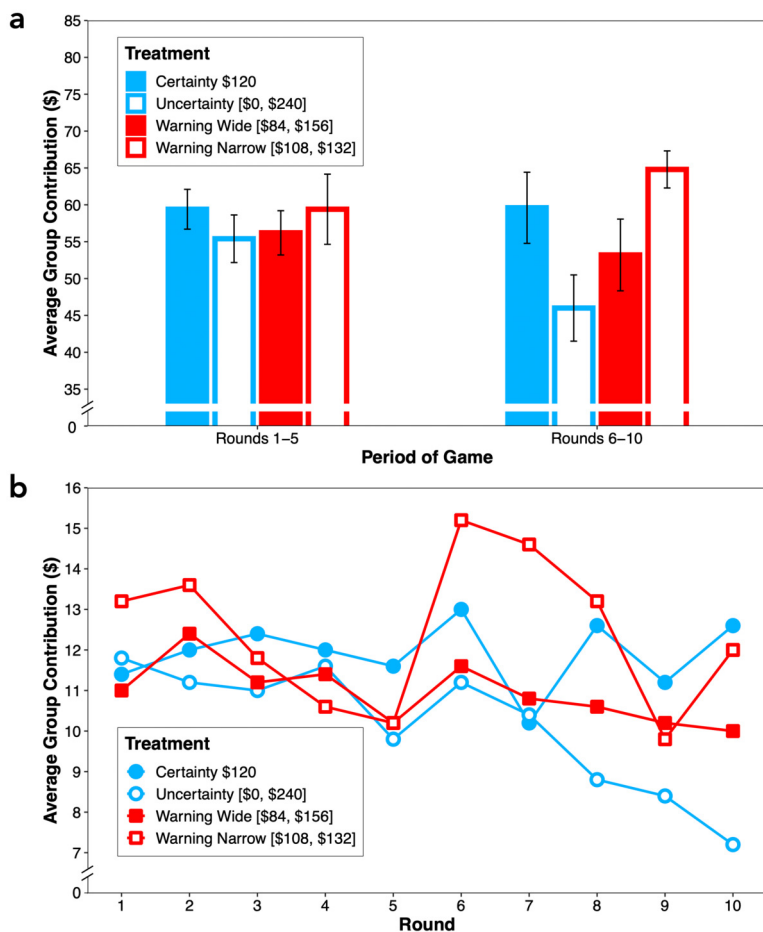 a
Average Group Contribution ($)
85
80
75
70
65
60
55
50
45
40
35
0
Treatment
Certainty $120
Uncertainty [$0, $240]
Warning Wide [$84, $156]
Warning Narrow [$108, $132]
Rounds 1–5
Rounds 6–10
Period of Game
b
Average Group Contribution ($)
16
15
14
13
12
11
10
9
8
7
0
Treatment
Certainty $120
Uncertainty [$0, $240]
Warning Wide [$84, $156]
Warning Narrow [$108, $132]
1 2 3 4 5 6 7 8 9 10
Round